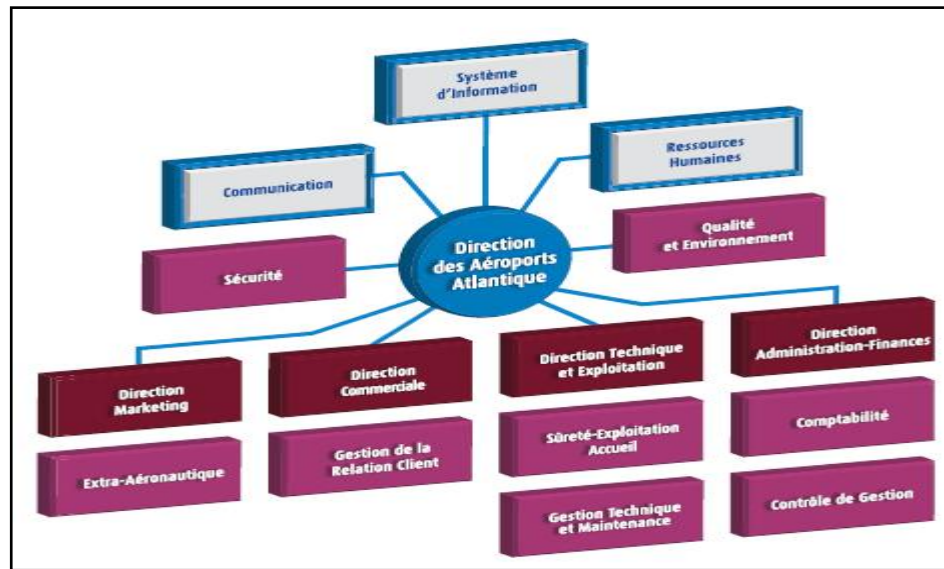 Système
d'Information
Ressources
Humaines
Communication
Qualité
et Environnement
Direction
des Aéroports
Atlantique
Sécurité
Direction
Marketing
Direction
Commerciale
Direction Technique
et Exploitation
Direction
Administration-Finances
Extra-Aéronautique
Gestion de la
Relation Client
Sûreté-Exploitation
Accueil
Comptabilité
Gestion Technique
et Maintenance
Contrôle de Gestion